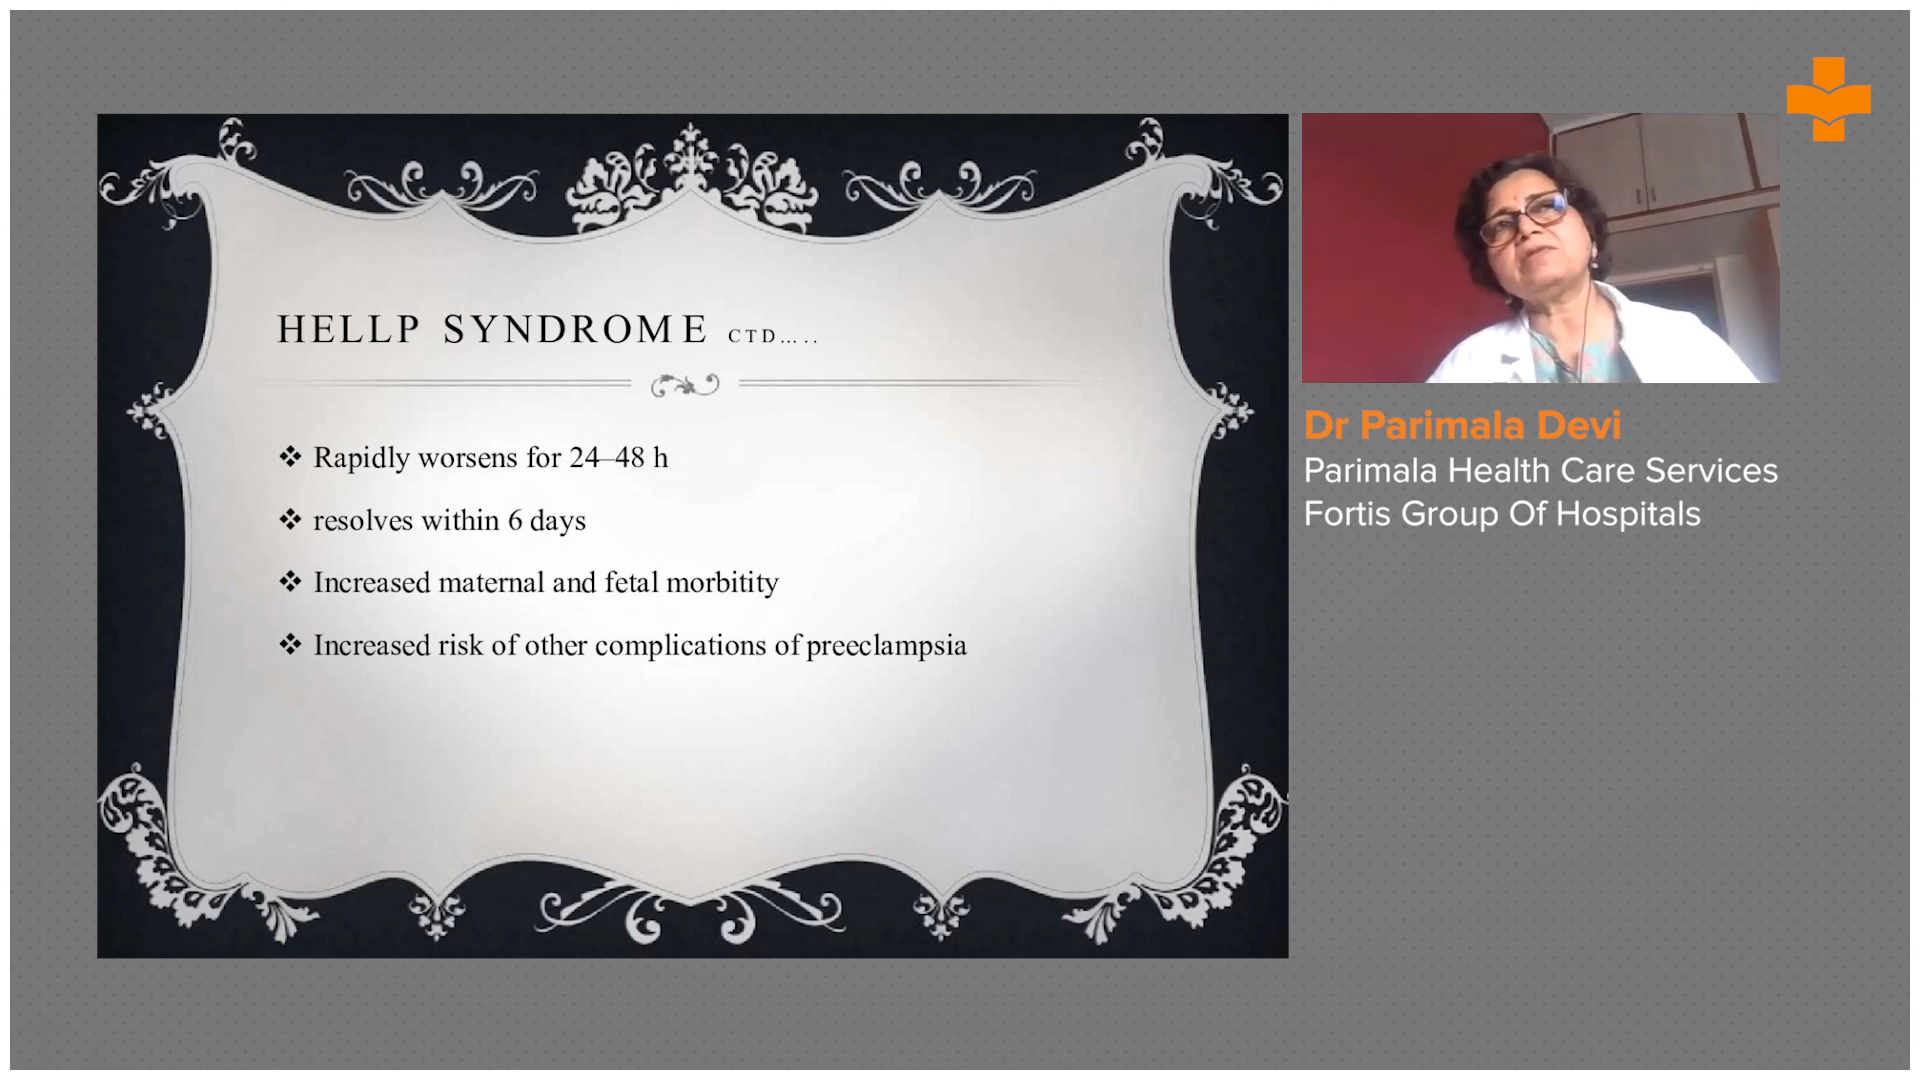 HELLP SYNDROME CTD.....
❖ Rapidly worsens for 24–48 h
❖ resolves within 6 days
❖ Increased maternal and fetal morbitity
❖ Increased risk of other complications of preeclampsia
Dr Parimala Devi
Parimala Health Care Services
Fortis Group Of Hospitals